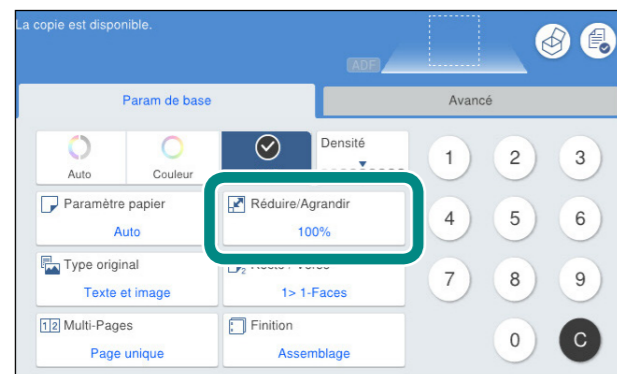 La copie est disponible.
ADF
Param de base
Avancé
Auto
Couleur
Densité
1
2
3
Paramètre papier
Auto
Réduire/Agrandir
100%
4
5
6
Type original
Texte et image
1> 1-Faces
7
8
9
1 2 Multi-Pages
Page unique
Finition
Assemblage
0
C